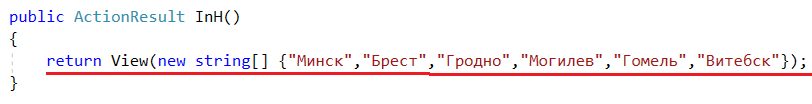 public ActionResult InH()
{
return View(new string[] {"Минск","Брест","Гродно","Могилев","Гомель","Витебск"});
}